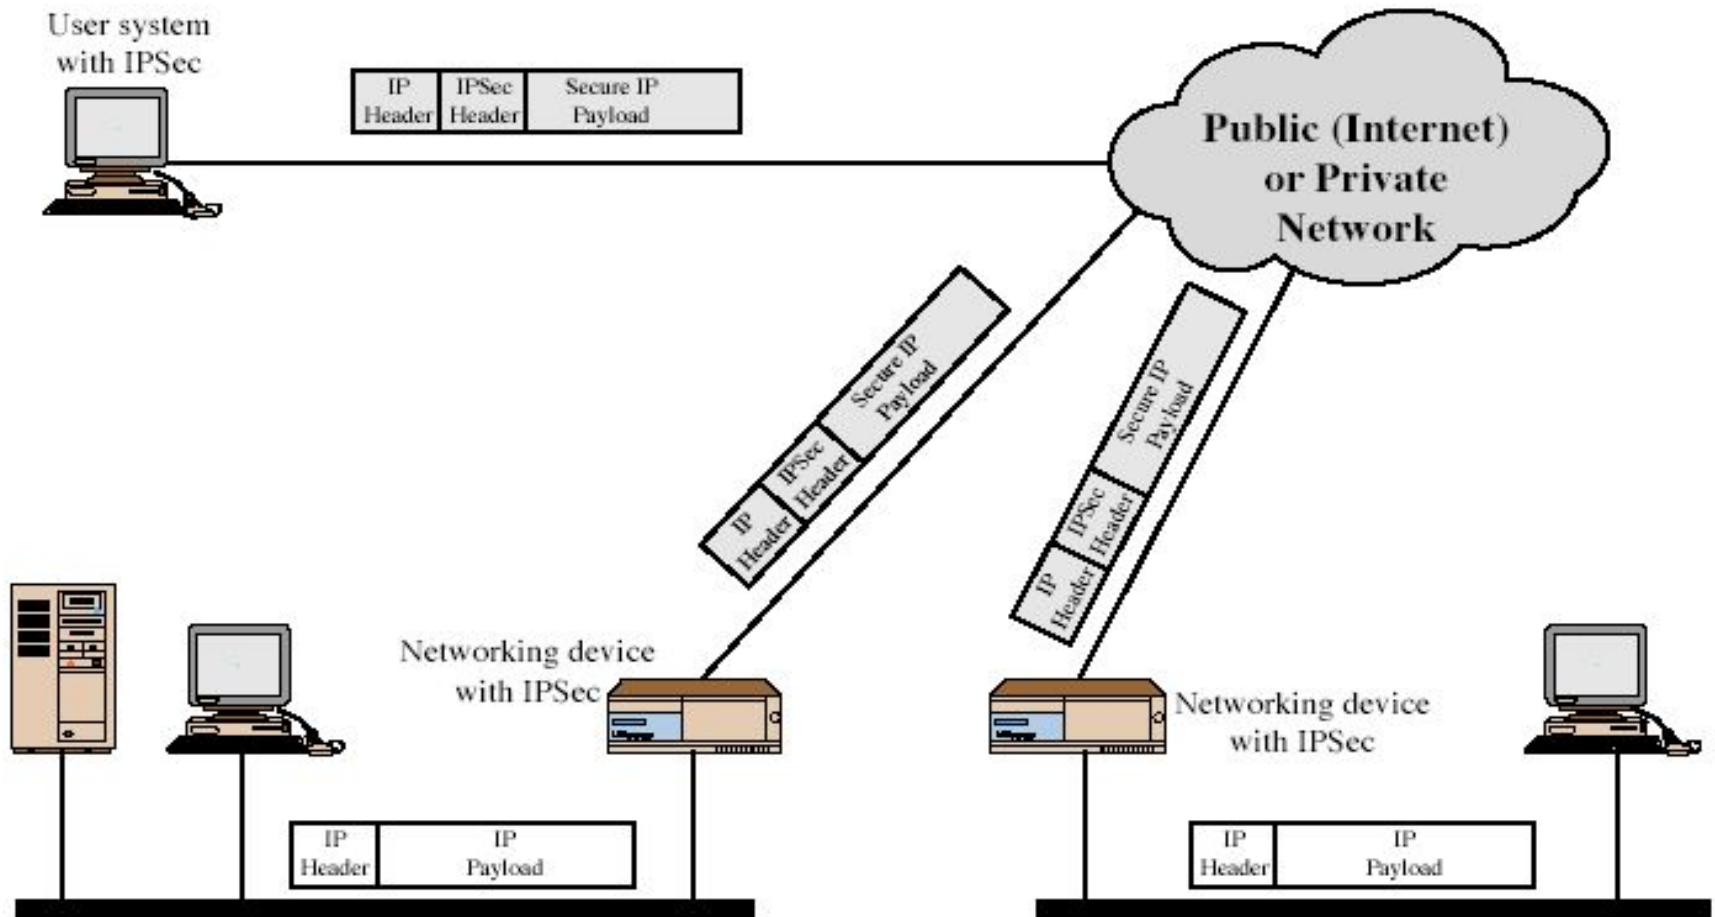 User system
with IPSec
IP
Header
IPSec
Header
Secure IP
Payload
Public (Internet)
or Private
Network
IP
Header
IPSec
Header
Secure IP
Payload
IP
Header
IPSec
Header
Secure IP
Payload
Networking device
with IPSec
Networking device
with IPSec
IP
Header
IP
Payload
IP
Header
IP
Payload